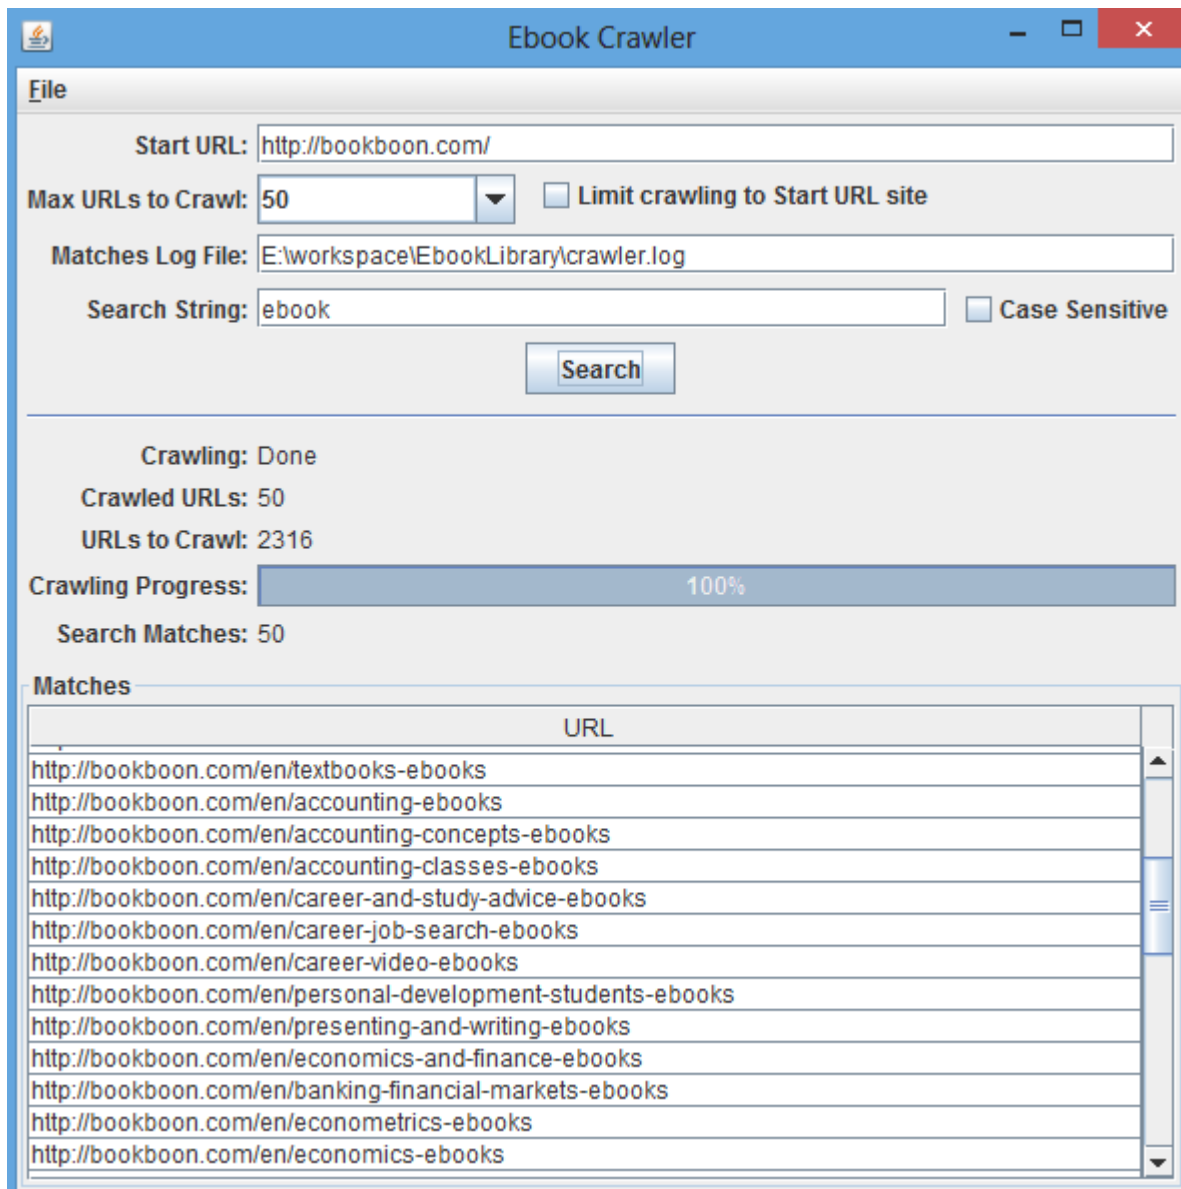 Ebook Crawler
File
Start URL: http://bookboon.com/
Max URLs to Crawl: 50 Limit crawling to Start URL site
Matches Log File: E:\workspace\EbookLibrary\crawler.log
Search String: ebook Case Sensitive
Search
Crawling: Done
Crawled URLs: 50
URLs to Crawl: 2316
Crawling Progress: 100%
Search Matches: 50
Matches
URL
http://bookboon.com/en/textbooks-ebooks
http://bookboon.com/en/accounting-ebooks
http://bookboon.com/en/accounting-concepts-ebooks
http://bookboon.com/en/accounting-classes-ebooks
http://bookboon.com/en/career-and-study-advice-ebooks
http://bookboon.com/en/career-job-search-ebooks
http://bookboon.com/en/career-video-ebooks
http://bookboon.com/en/personal-development-students-ebooks
http://bookboon.com/en/presenting-and-writing-ebooks
http://bookboon.com/en/economics-and-finance-ebooks
http://bookboon.com/en/banking-financial-markets-ebooks
http://bookboon.com/en/econometrics-ebooks
http://bookboon.com/en/economics-ebooks